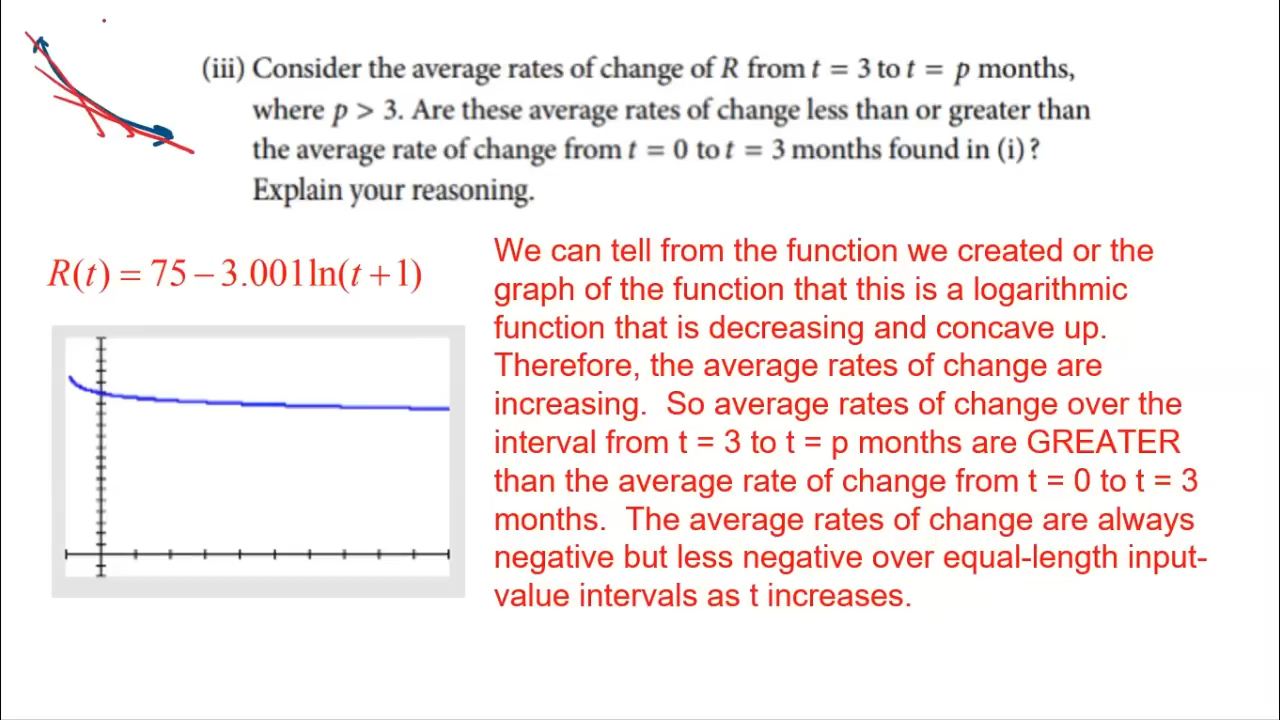 (iii) Consider the average rates of change of R from t = 3 to t = p months,
where p > 3. Are these average rates of change less than or greater than
the average rate of change from t = 0 to t = 3 months found in (i)?
Explain your reasoning.
R(t) = 75 − 3.001ln(t + 1)
We can tell from the function we created or the
graph of the function that this is a logarithmic
function that is decreasing and concave up.
Therefore, the average rates of change are
increasing. So average rates of change over the
interval from t = 3 to t = p months are GREATER
than the average rate of change from t = 0 to t = 3
months. The average rates of change are always
negative but less negative over equal-length input-
value intervals as t increases.